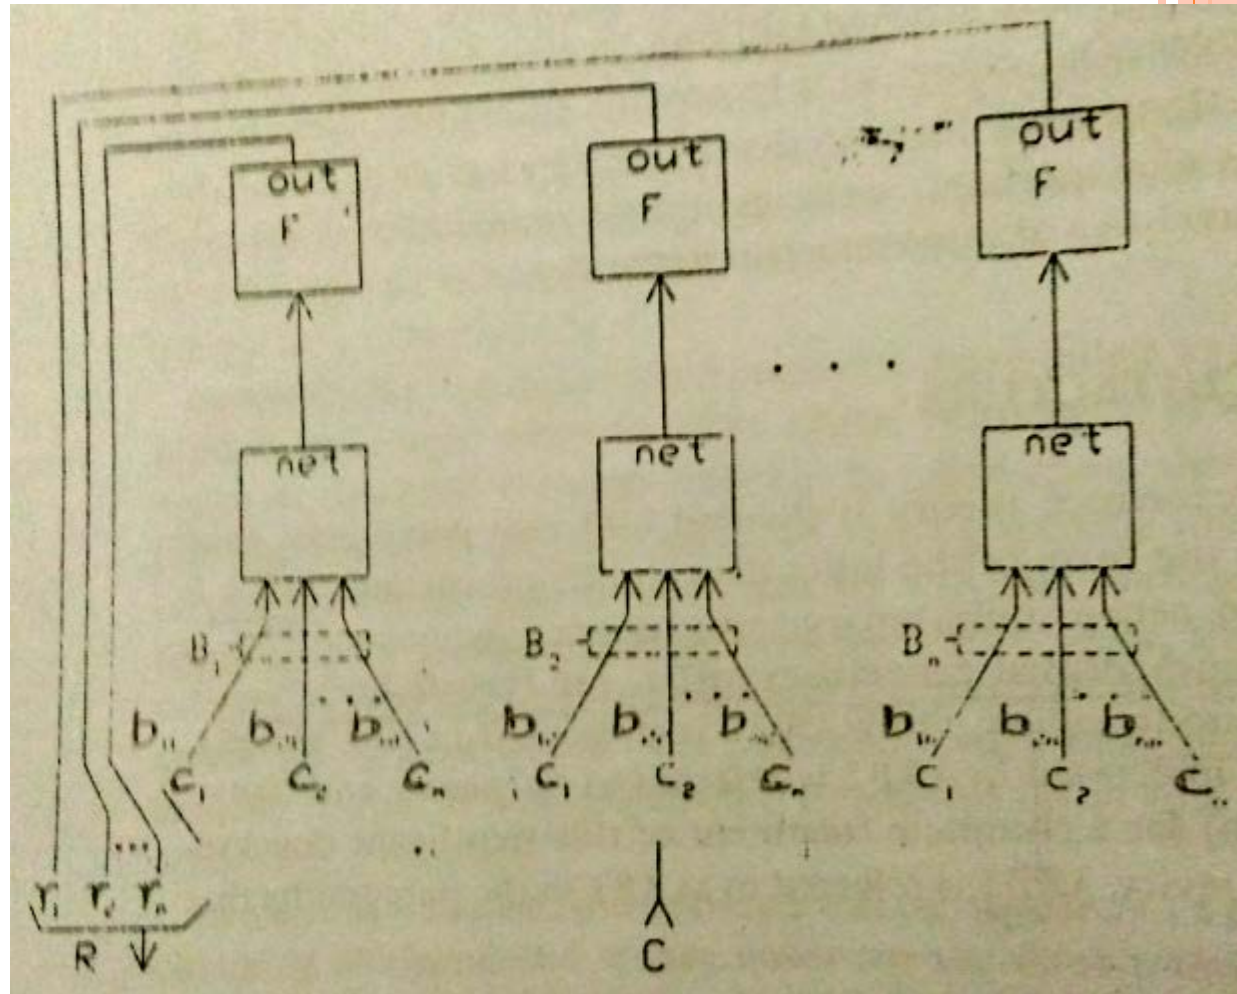 out out out
F F F
net net net
B₁ B₂ Bₙ
b b b b b b b b b
C₁ C₂ Cₙ C₁ C₂ Cₙ C₁ C₂ C
r₁ r₂ rₙ
R C